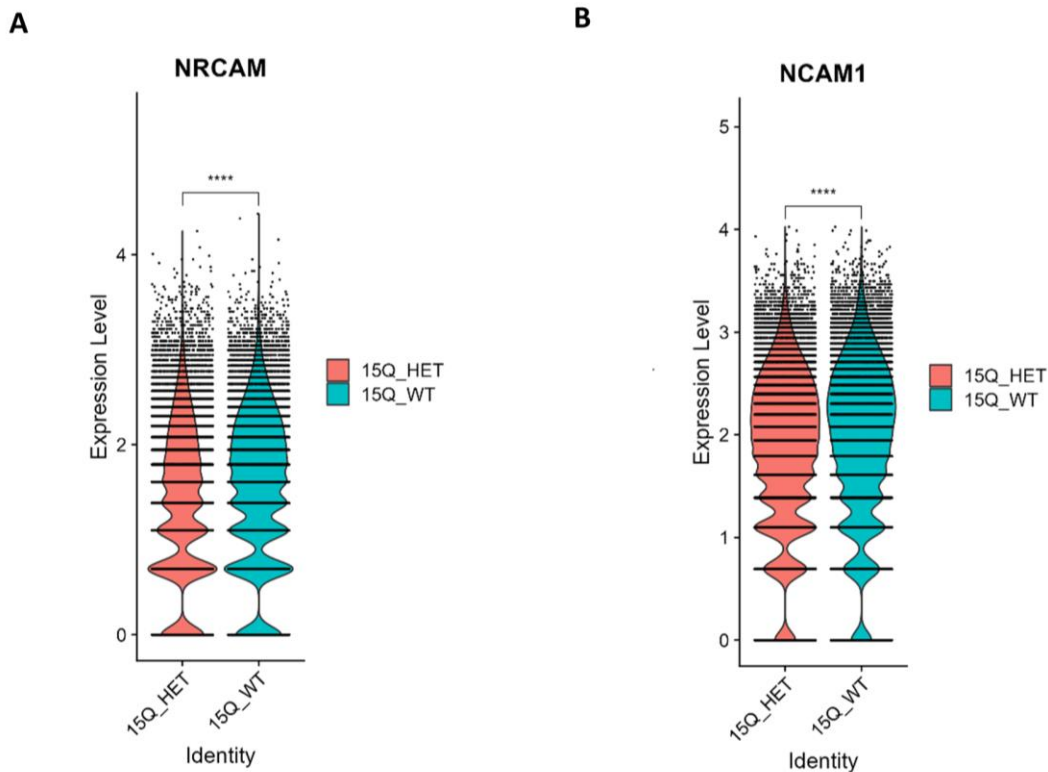 A
NRCAM
****
4
2
0
Expression Level
15Q_HET
15Q_WT
Identity
15Q_HET
15Q_WT
B
NCAM1
****
5
4
3
2
1
0
Expression Level
15Q_HET
15Q_WT
Identity
15Q_HET
15Q_WT